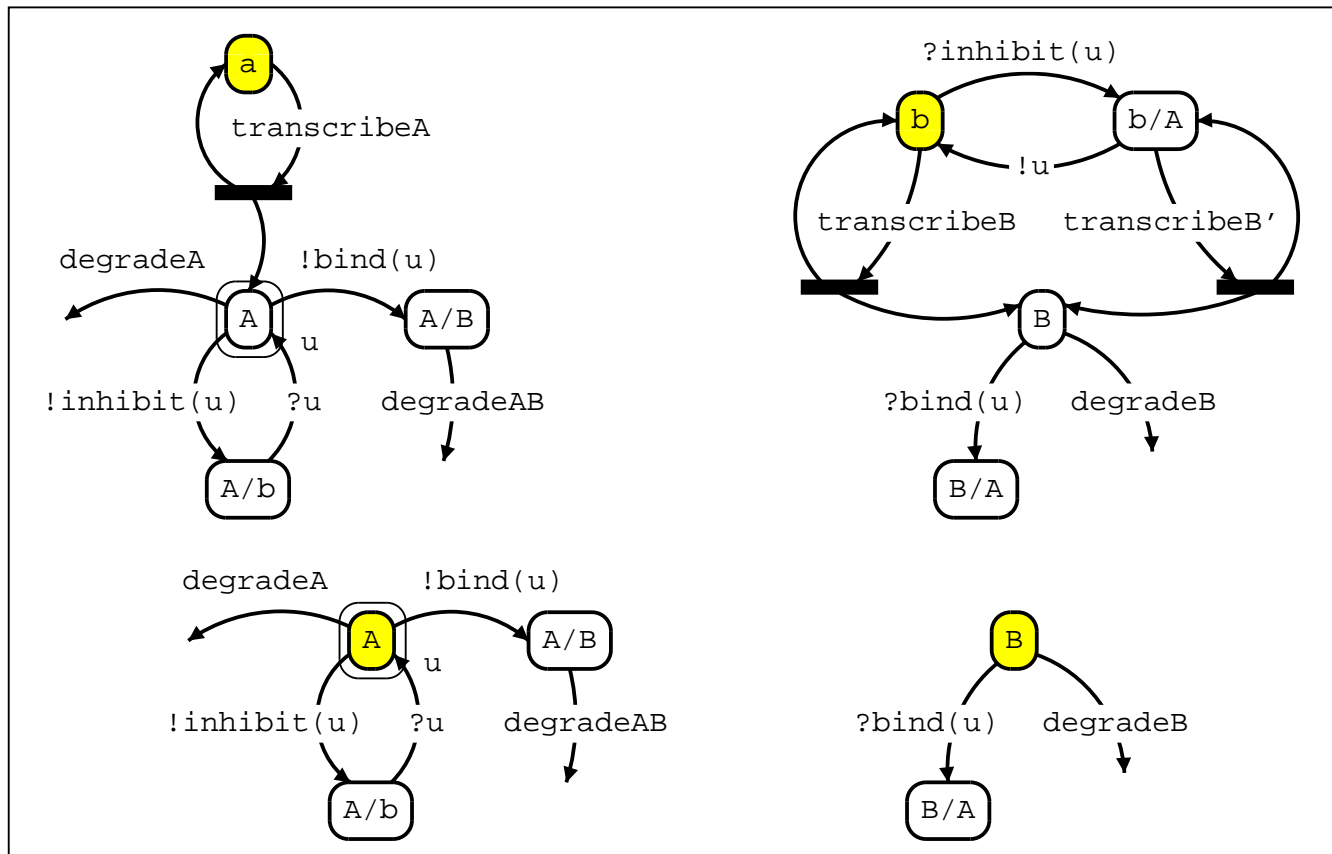 a
transcribeA
degradeA
!bind(u)
A
u
A/B
!inhibit(u)
?u
degradeAB
A/b
?inhibit(u)
b
b/A
!u
transcribeB
transcribeB’
B
?bind(u)
degradeB
B/A
degradeA
!bind(u)
A
u
A/B
!inhibit(u)
?u
degradeAB
A/b
B
?bind(u)
degradeB
B/A